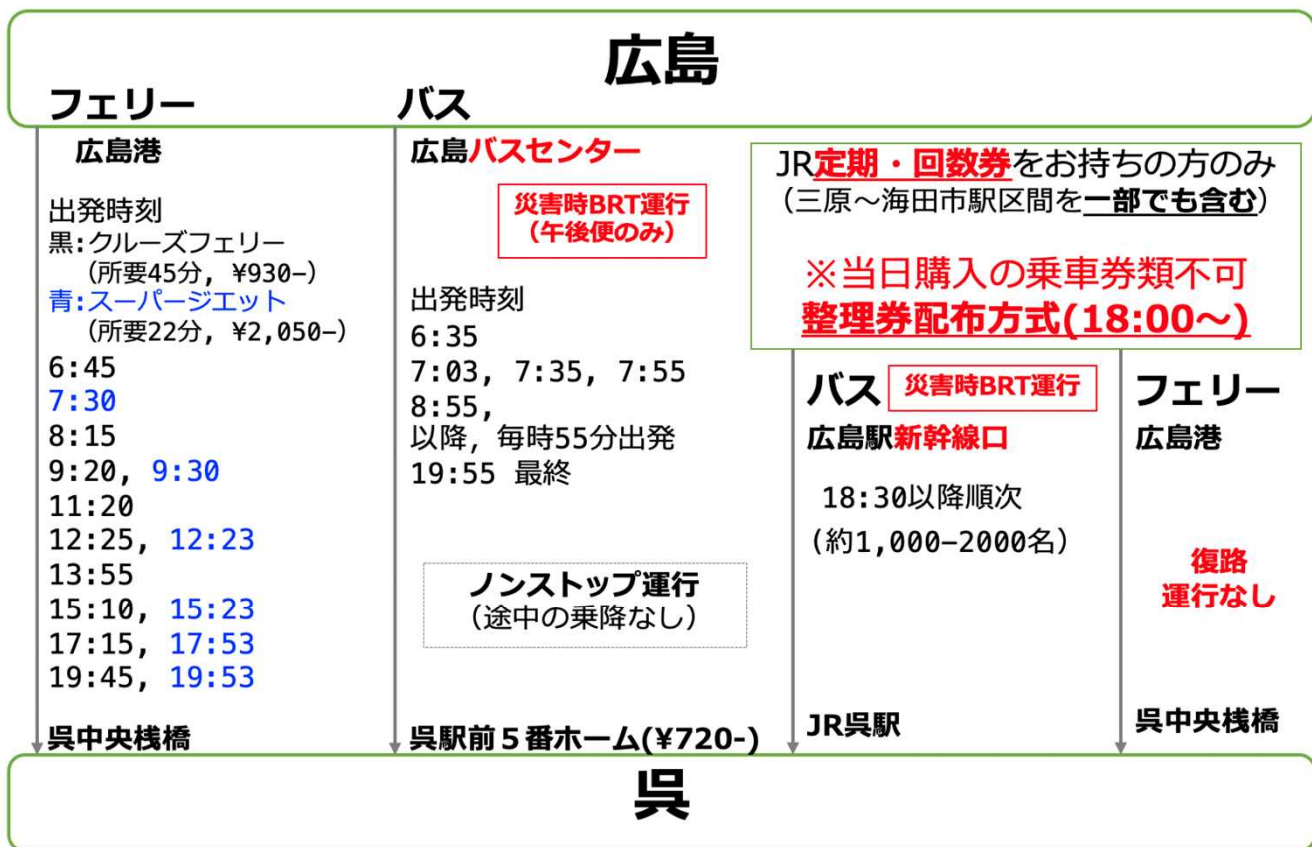 広島
フェリー
広島港
出発時刻
黒:クルーズフェリー
(所要45分, ¥930-)
青:スーパージエット
(所要22分, ¥2,050-)
6:45
7:30
8:15
9:20, 9:30
11:20
12:25, 12:23
13:55
15:10, 15:23
17:15, 17:53
19:45, 19:53
呉中央桟橋
バス
広島バスセンター
災害時BRT運行
(午後便のみ)
出発時刻
6:35
7:03, 7:35, 7:55
8:55,
以降, 毎時55分出発
19:55 最終
ノンストップ運行
(途中の乗降なし)
呉駅前5番ホーム(¥720-)
JR定期・回数券をお持ちの方のみ
(三原～海田市駅区間を一部でも含む)
※当日購入の乗車券類不可
整理券配布方式(18:00～)
バス 災害時BRT運行
広島駅新幹線口
18:30以降順次
(約1,000-2000名)
JR呉駅
フェリー
広島港
復路
運行なし
呉中央桟橋
呉